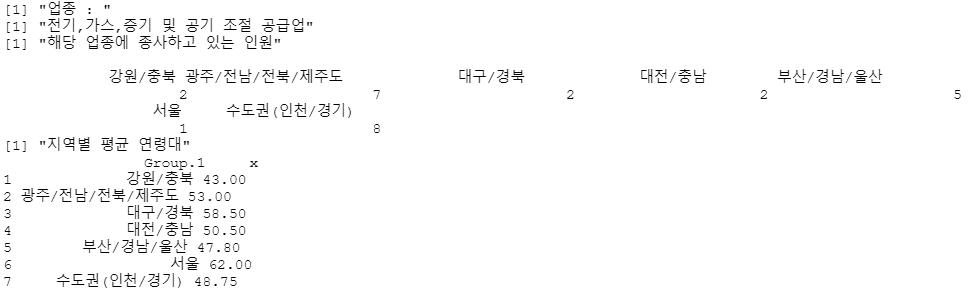 [1] "업종 : "
[1] "전기,가스,증기 및 공기 조절 공급업"
[1] "해당 업종에 종사하고 있는 인원"
강원/충북 광주/전남/전북/제주도 대구/경북 대전/충남 부산/경남/울산
2 7 2 2 5
서울 수도권(인천/경기)
1 8
[1] "지역별 평균 연령대"
Group.1 x
1 강원/충북 43.00
2 광주/전남/전북/제주도 53.00
3 대구/경북 58.50
4 대전/충남 50.50
5 부산/경남/울산 47.80
6 서울 62.00
7 수도권(인천/경기) 48.75